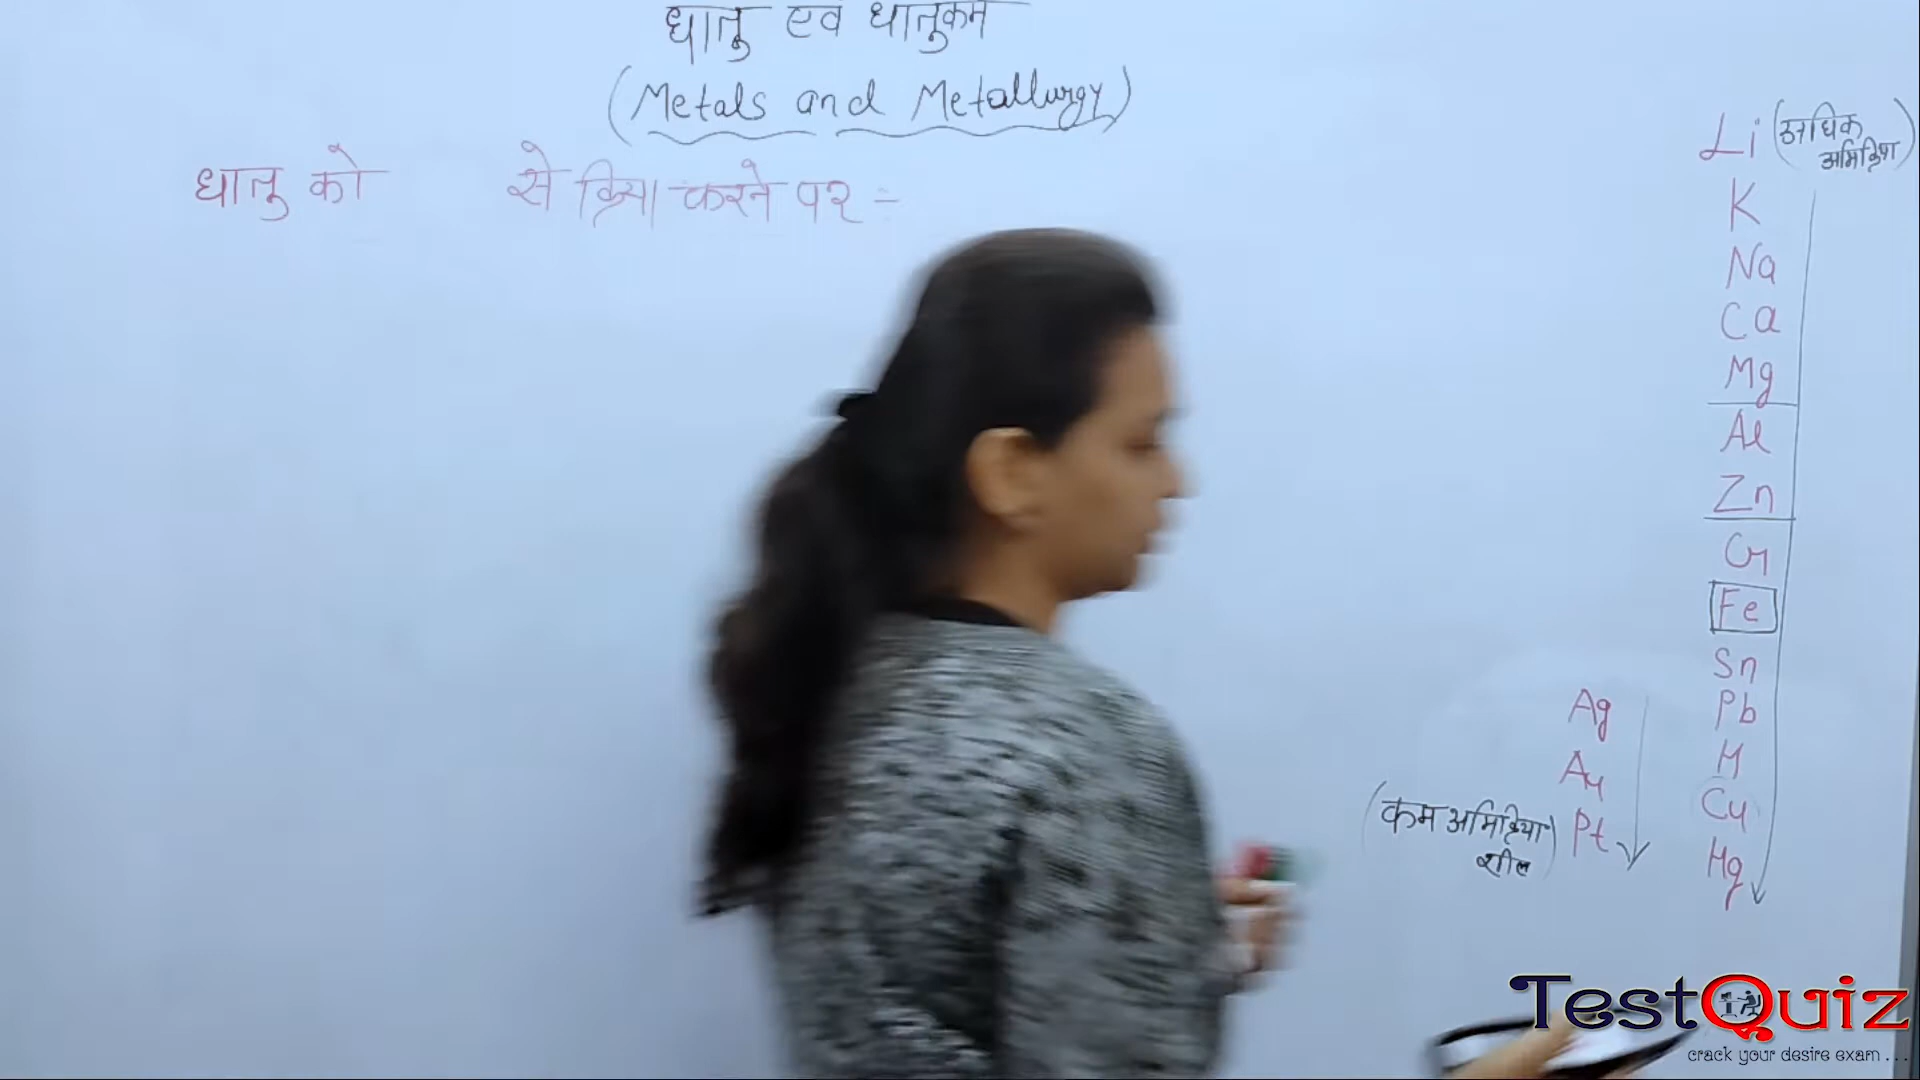 धातु एवं धातुकर्म
(Metals and Metallurgy)
धातु को से क्रिया करने पर :-
Li (अधिक
अभिक्रिया)
K
Na
Ca
Mg
Al
Zn
Cr
Fe
Sn
Pb
H
Cu
Hg
Ag
Au
Pt
(कम अभिक्रिया
शील)
TestQuiz
crack your desire exam . . .